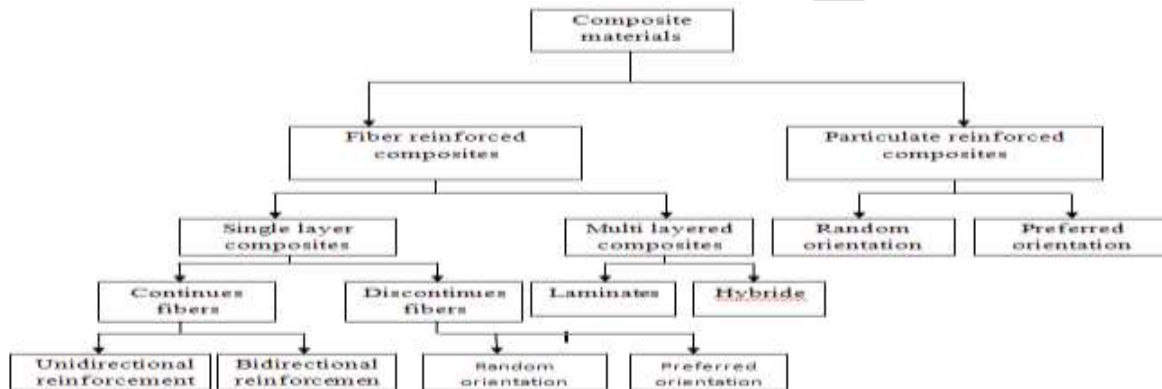 Composite
materials
Fiber reinforced
composites
Particulate reinforced
composites
Single layer
composites
Multi layered
composites
Random
orientation
Preferred
orientation
Continues
fibers
Discontinues
fibers
Laminates
Hybride
Unidirectional
reinforcement
Bidirectional
reinforcemen
Random
orientation
Preferred
orientation